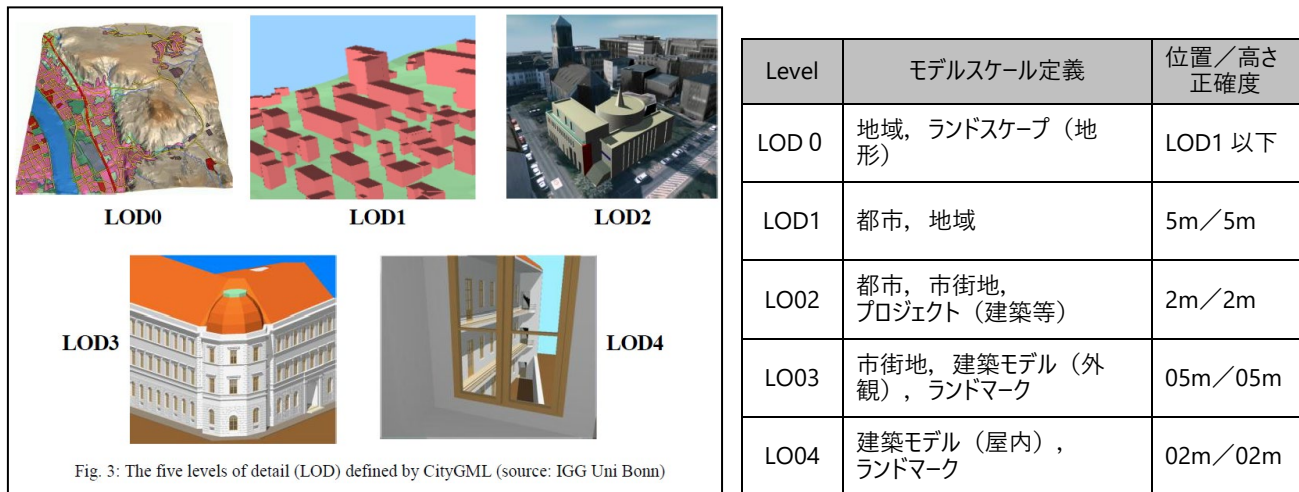 LOD0
LOD1
LOD2
LOD3
LOD4
Fig. 3: The five levels of detail (LOD) defined by CityGML (source: IGG Uni Bonn)
Level
モデルスケール定義
位置／高さ
正確度
LOD 0
地域，ランドスケープ（地
形）
LOD1 以下
LOD1
都市，地域
5m／5m
LO02
都市，市街地，
プロジェクト（建築等）
2m／2m
LO03
市街地，建築モデル（外
観），ランドマーク
05m／05m
LO04
建築モデル（屋内），
ランドマーク
02m／02m